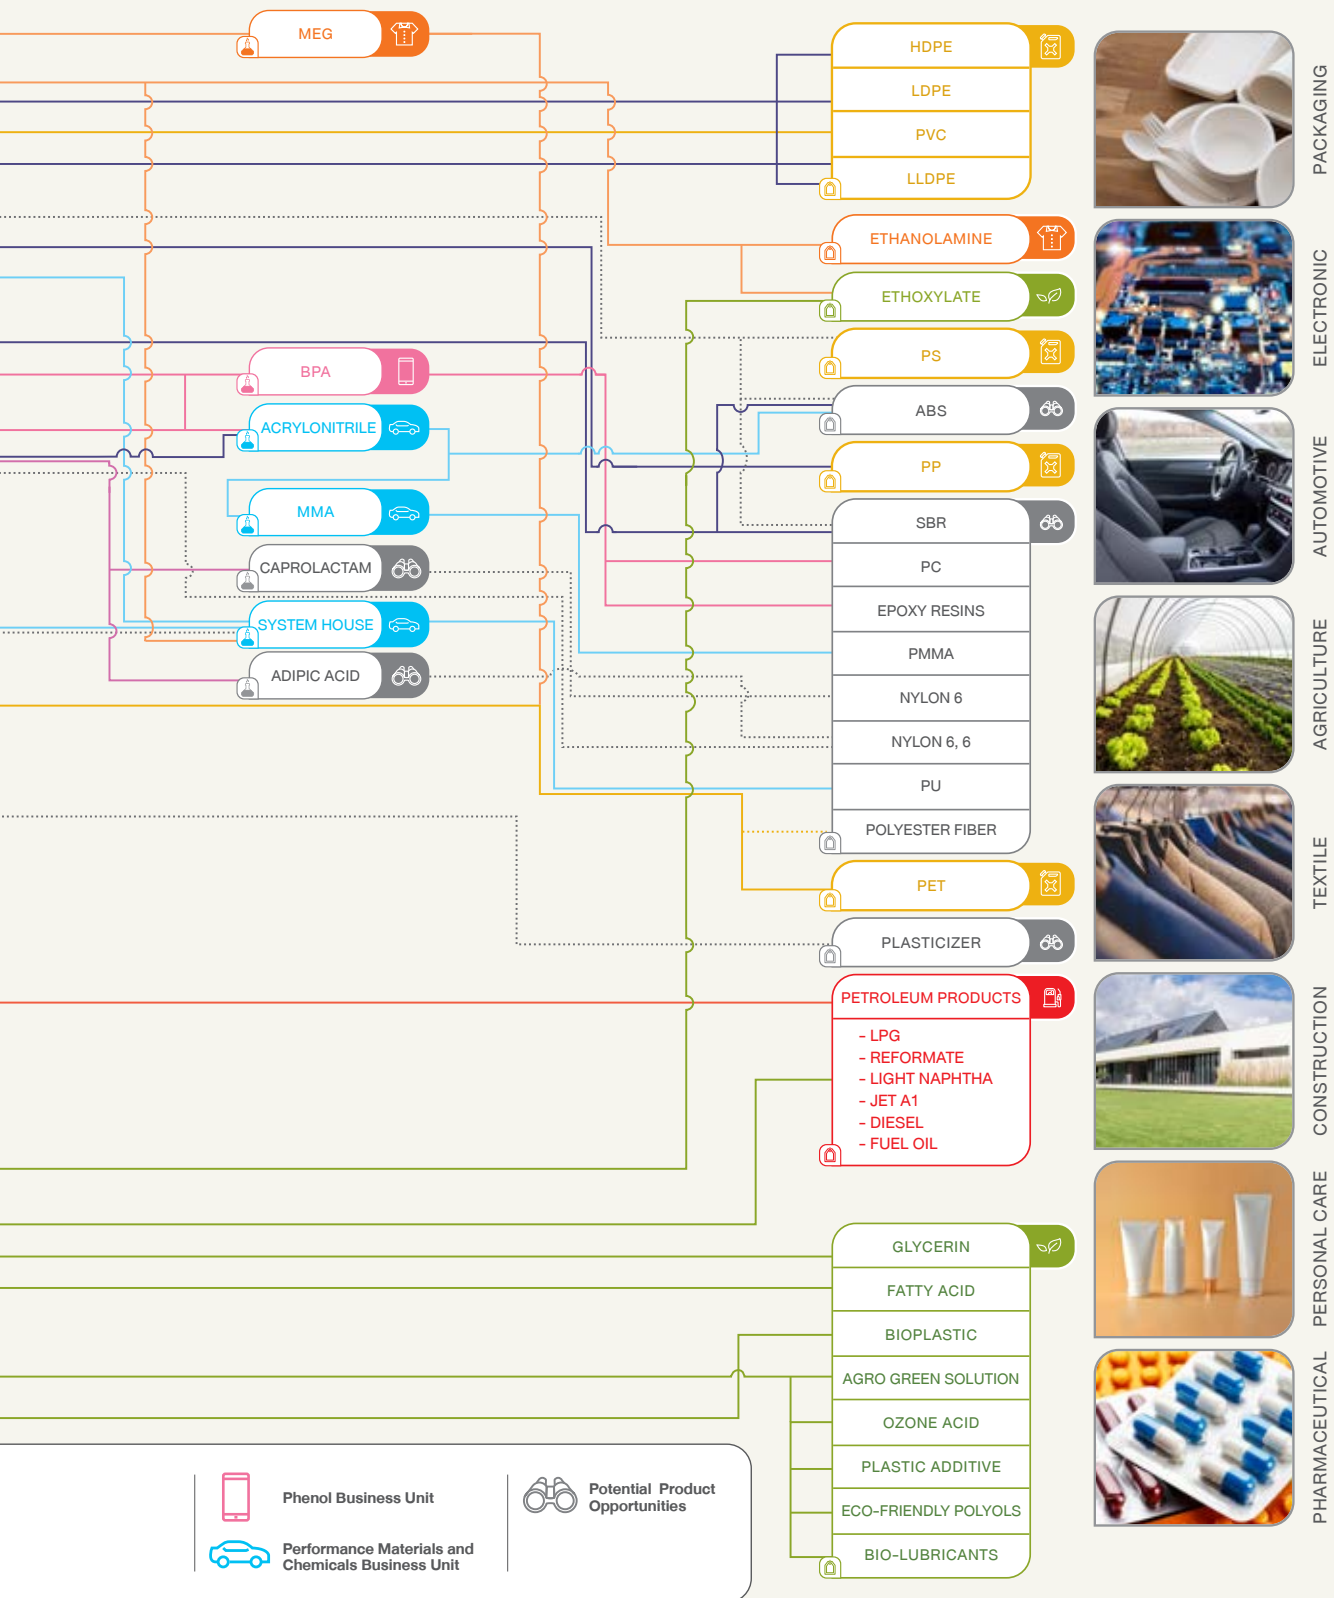 MEG
BPA
ACRYLONITRILE
MMA
CAPROLACTAM
SYSTEM HOUSE
ADIPIC ACID
HDPE
LDPE
PVC
LLDPE
ETHANOLAMINE
ETHOXYLATE
PS
ABS
PP
SBR
PC
EPOXY RESINS
PMMA
NYLON 6
NYLON 6, 6
PU
POLYESTER FIBER
PET
PLASTICIZER
PETROLEUM PRODUCTS
- LPG
- REFORMATE
- LIGHT NAPHTHA
- JET A1
- DIESEL
- FUEL OIL
GLYCERIN
FATTY ACID
BIOPLASTIC
AGRO GREEN SOLUTION
OZONE ACID
PLASTIC ADDITIVE
ECO-FRIENDLY POLYOLS
BIO-LUBRICANTS
PACKAGING
ELECTRONIC
AUTOMOTIVE
AGRICULTURE
TEXTILE
CONSTRUCTION
PERSONAL CARE
PHARMACEUTICAL
Phenol Business Unit
Performance Materials and
Chemicals Business Unit
Potential Product
Opportunities